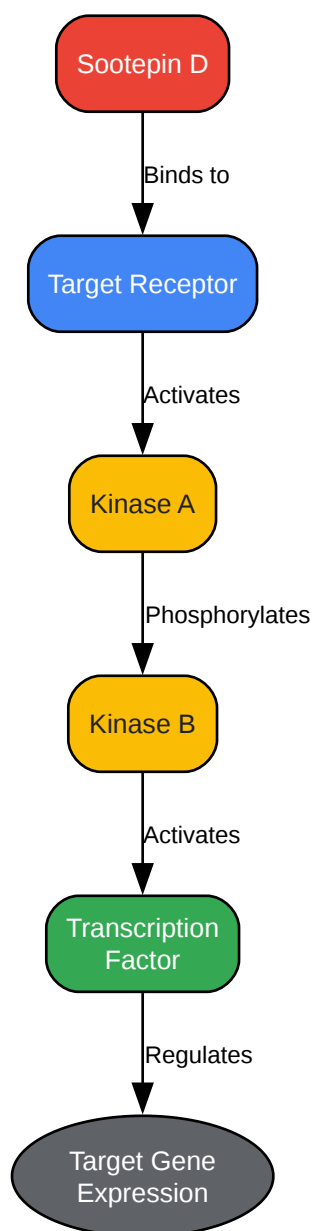 Sootepin D
Binds to
Target Receptor
Activates
Kinase A
Phosphorylates
Kinase B
Activates
Transcription
Factor
Regulates
Target Gene
Expression